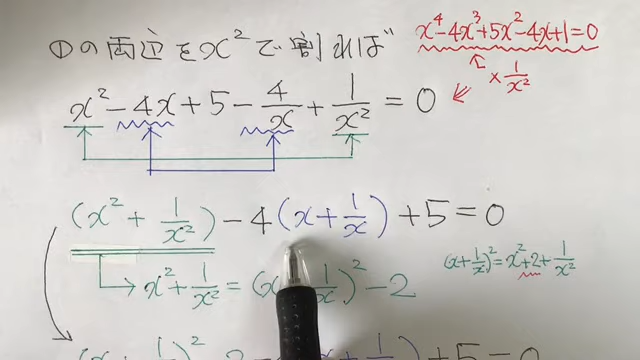 ①の両辺をx²で割れば
x⁴-4x³+5x²-4x+1=0
×1/x²
x²-4x+5-4/x+1/x²=0
(x²+1/x²)-4(x+1/x)+5=0
x²+1/x²=(x 1/x)²-2
(x+1/x)²=x²+2+1/x²